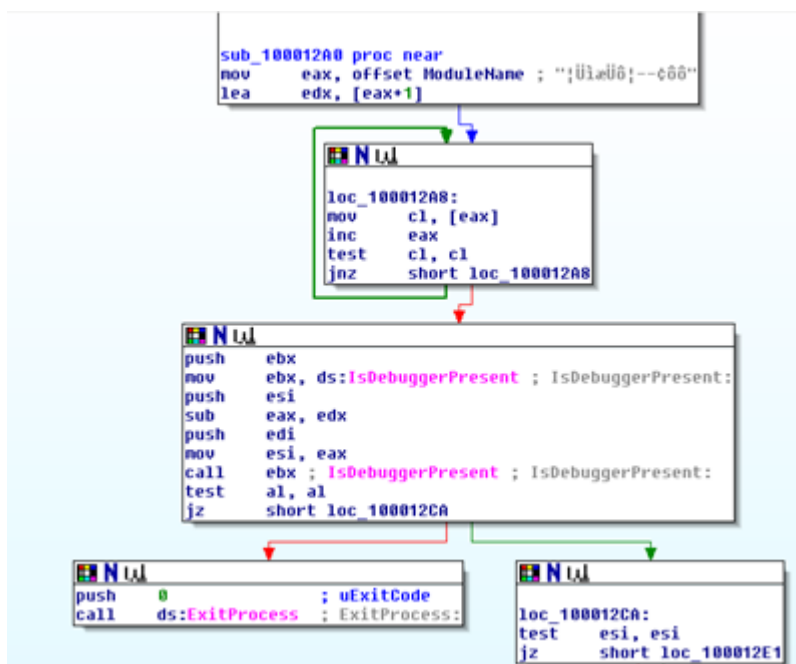 sub_100012A0 proc near
mov eax, offset ModuleName ; "¦ÜìæÜô¦--¢ôô"
lea edx, [eax+1]
loc_100012A8:
mov cl, [eax]
inc eax
test cl, cl
jnz short loc_100012A8
push ebx
mov ebx, ds:IsDebuggerPresent ; IsDebuggerPresent:
push esi
sub eax, edx
push edi
mov esi, eax
call ebx ; IsDebuggerPresent ; IsDebuggerPresent:
test al, al
jz short loc_100012CA
push 0 ; uExitCode
call ds:ExitProcess ; ExitProcess:
loc_100012CA:
test esi, esi
jz short loc_100012E1